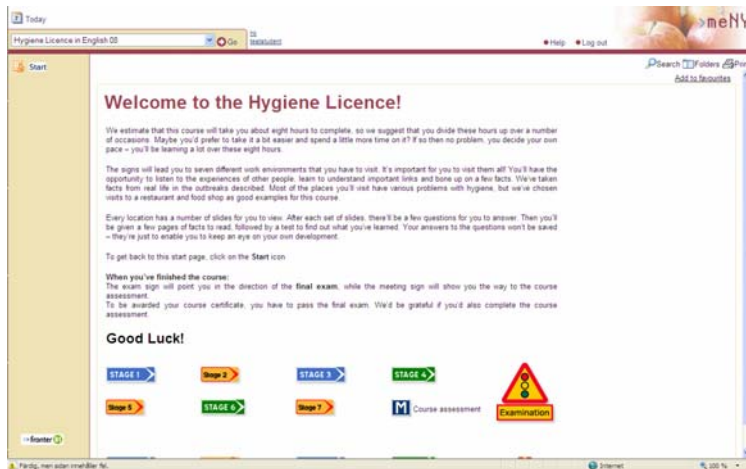 Today
Hygiene Licence in English 08
Go
Help
Log out
>meNY
Start
Search Folders Prin
Add to favourites
Welcome to the Hygiene Licence!
We estimate that this course will take you about eight hours to complete, so we suggest that you divide these hours up over a number
of occasions. Maybe you'd prefer to take it a bit easier and spend a little more time on it? If so then no problem, you decide your own
pace – you'll be learning a lot over these eight hours.
The signs will lead you to seven different work environments that you have to visit. It's important for you to visit them all! You'll have the
opportunity to listen to the experiences of other people, learn to understand important links and bone up on a few facts. We've taken
facts from real life in the outbreaks described. Most of the places you'll visit have various problems with hygiene, but we've chosen
visits to a restaurant and food shop as good examples for this course.
Every location has a number of slides for you to view. After each set of slides, there'll be a few questions for you to answer. Then you'll
be given a few pages of facts to read, followed by a test to find out what you've learned. Your answers to the questions won't be saved
– they're just to enable you to keep an eye on your own development.
To get back to this start page, click on the Start icon
When you've finished the course:
The exam sign will point you in the direction of the final exam, while the meeting sign will show you the way to the course
assessment.
To be awarded your course certificate, you have to pass the final exam. We'd be grateful if you'd also complete the course
assessment.
Good Luck!
STAGE 1
Stage 2
STAGE 3
STAGE 4
Stage 5
STAGE 6
Stage 7
M Course assessment
Examination
fronter
Färdig, men sidan innehåller fel.
Internet
100 %